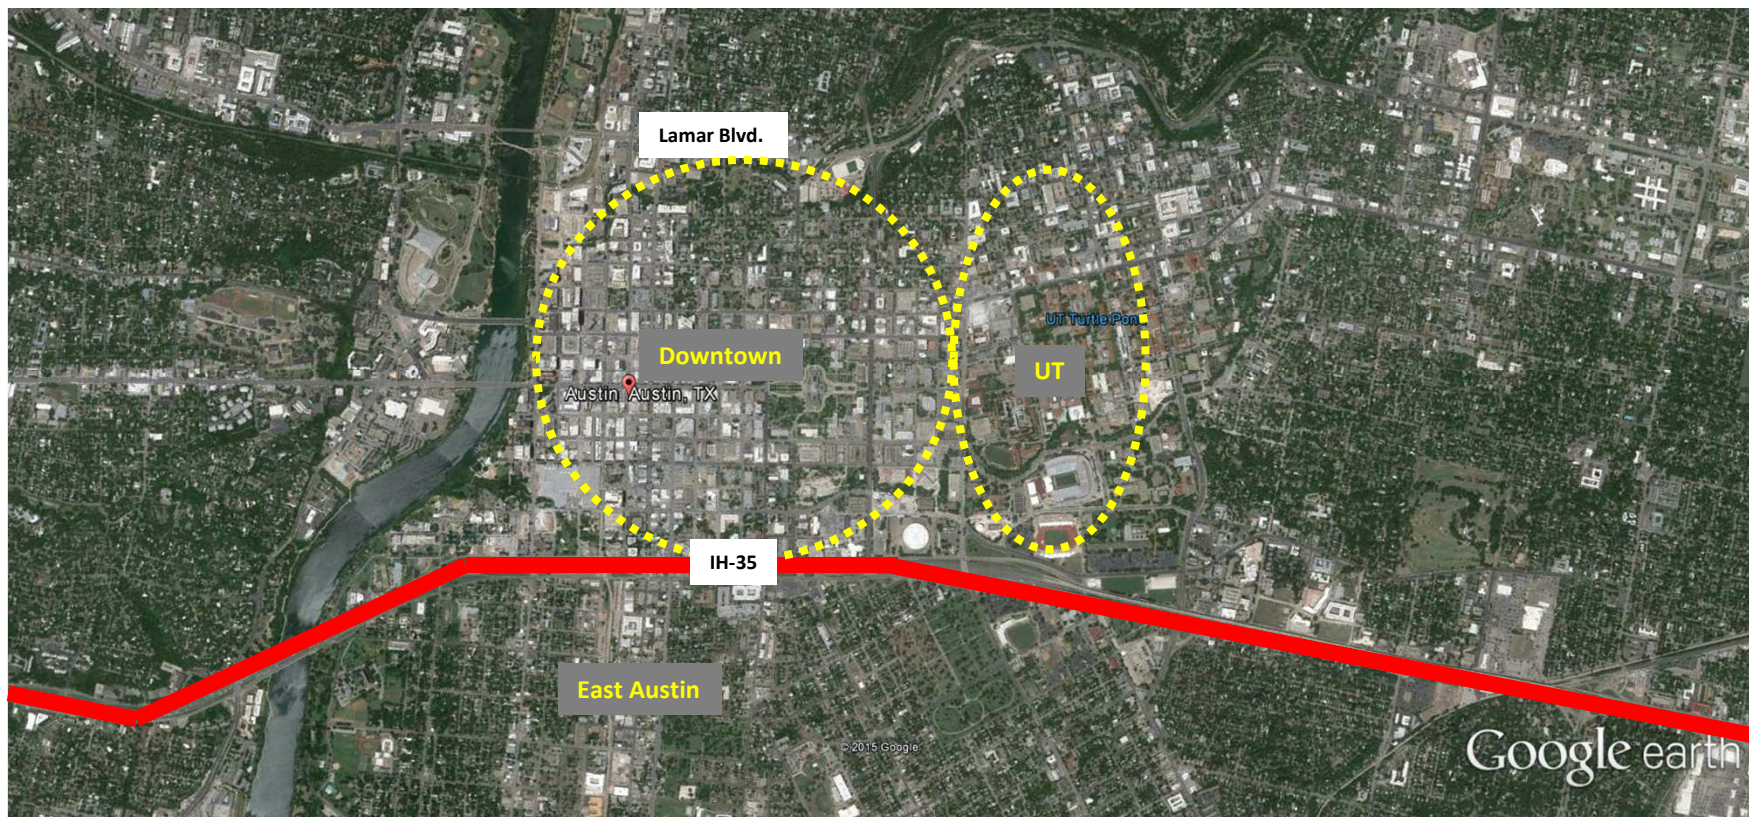 Lamar Blvd.
UT Turtle Pond
Downtown
UT
Austin Austin, TX
IH-35
East Austin
© 2015 Google
Google earth